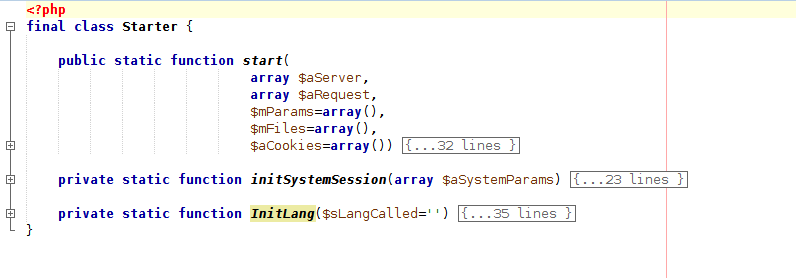 <?php
final class Starter {
public static function start(
array $aServer,
array $aRequest,
$mParams=array(),
$mFiles=array(),
$aCookies=array()) {...32 lines }
private static function initSystemSession(array $aSystemParams) {...23 lines }
private static function InitLang($sLangCalled='') {...35 lines }
}